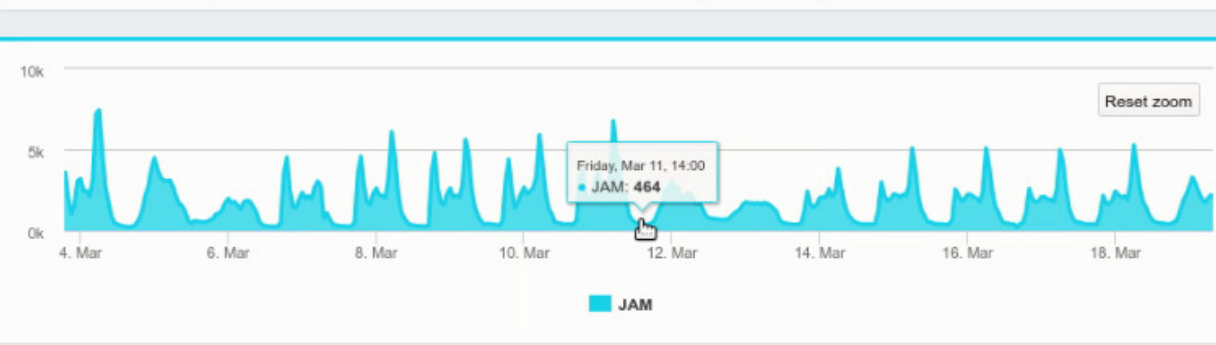 10k
Reset zoom
5k
Friday, Mar 11, 14:00
● JAM: 464
0k
4. Mar 6. Mar 8. Mar 10. Mar 12. Mar 14. Mar 16. Mar 18. Mar
JAM